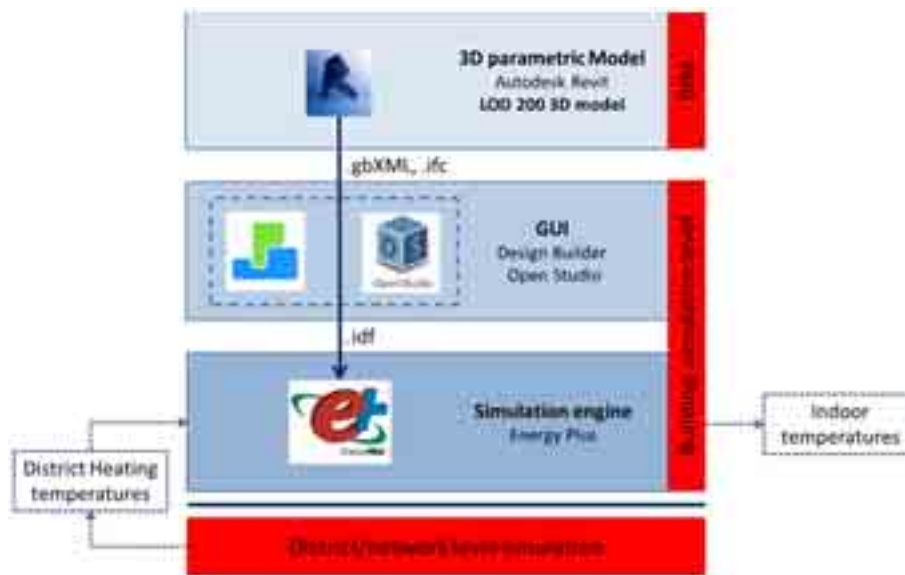 3D parametric Model
Autodesk Revit
LOD 200 3D model
gbXML, .ifc
GUI
Design Builder
Open Studio
OpenStudio
.idf
Simulation engine
Energy Plus
Indoor
temperatures
District Heating
temperatures
District/network level simulation